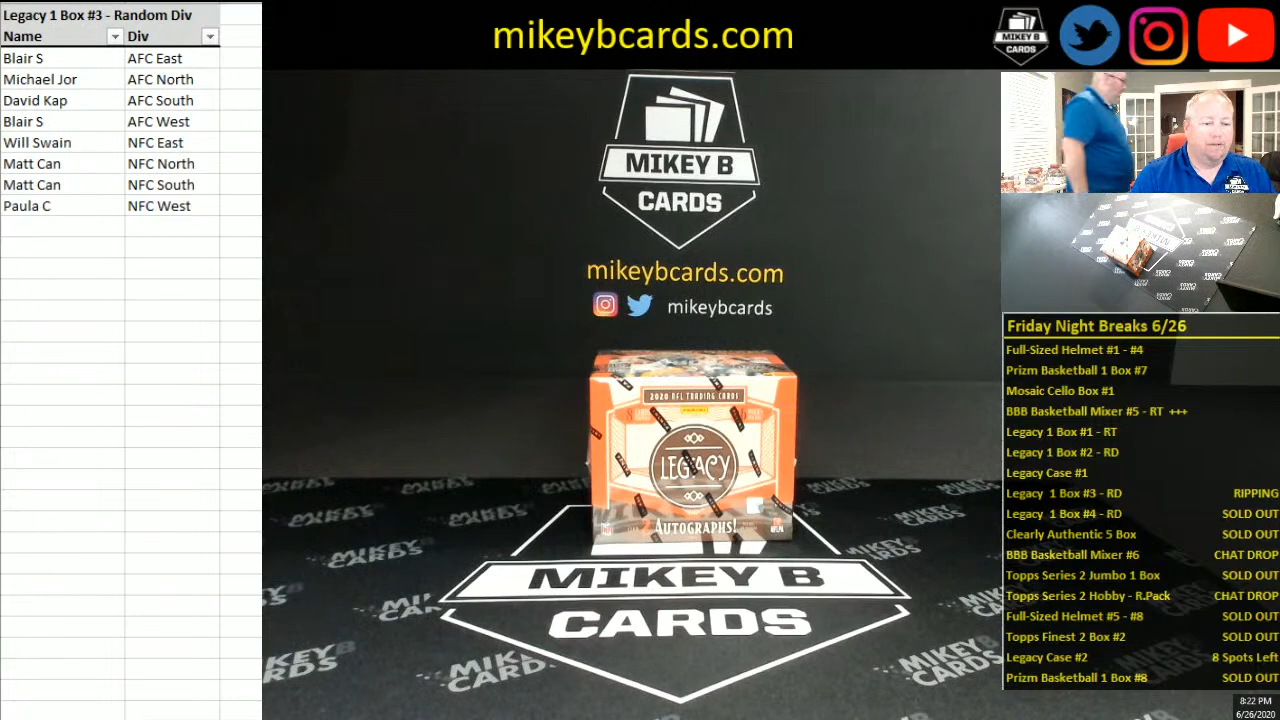 Legacy 1 Box #3 - Random Div
Name Div
Blair S AFC East
Michael Jor AFC North
David Kap AFC South
Blair S AFC West
Will Swain NFC East
Matt Can NFC North
Matt Can NFC South
Paula C NFC West
mikeybcards.com
MIKEY B
CARDS
MIKEY B
CARDS
mikeybcards.com
mikeybcards
2020 NFL TRADING CARDS
LEGACY
2 AUTOGRAPHS!
MIKEY B
CARDS
Friday Night Breaks 6/26
Full-Sized Helmet #1 - #4
Prizm Basketball 1 Box #7
Mosaic Cello Box #1
BBB Basketball Mixer #5 - RT +++
Legacy 1 Box #1 - RT
Legacy 1 Box #2 - RD
Legacy Case #1
Legacy 1 Box #3 - RD RIPPING
Legacy 1 Box #4 - RD SOLD OUT
Clearly Authentic 5 Box SOLD OUT
BBB Basketball Mixer #6 CHAT DROP
Topps Series 2 Jumbo 1 Box SOLD OUT
Topps Series 2 Hobby - R.Pack CHAT DROP
Full-Sized Helmet #5 - #8 SOLD OUT
Topps Finest 2 Box #2 SOLD OUT
Legacy Case #2 8 Spots Left
Prizm Basketball 1 Box #8 SOLD OUT
8:22 PM
6/26/2020